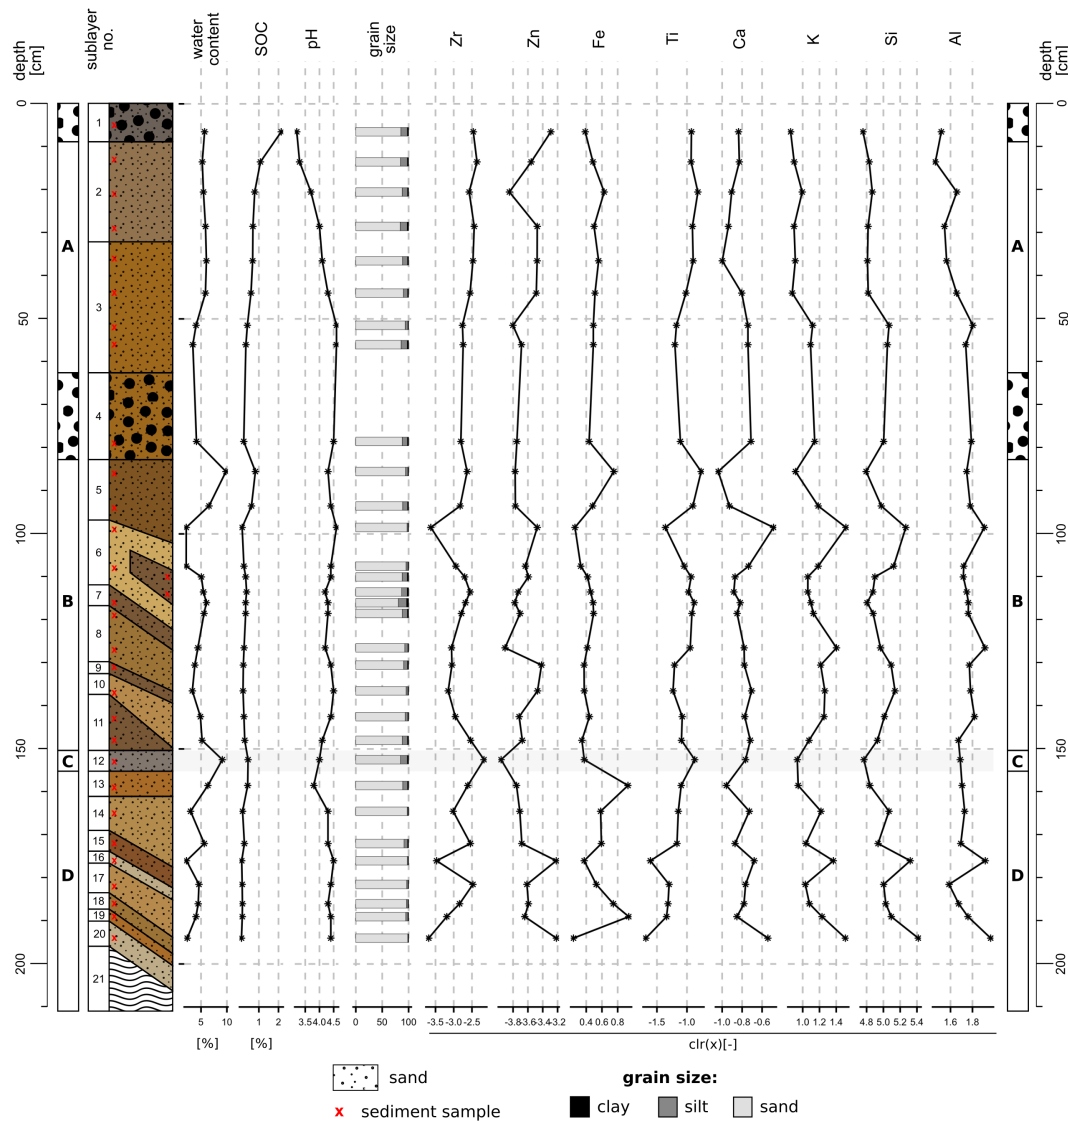 depth
[cm]
sublayer
no.
water
content
SOC
pH
grain
size
Zr
Zn
Fe
Ti
Ca
K
Si
Al
depth
[cm]
0
50
100
150
200
A
B
C
D
1
2
3
4
5
6
7
8
9
10
11
12
13
14
15
16
17
18
19
20
21
A
B
C
D
0
50
100
150
200
5 10
1 2
3.5 4.0 4.5
0 50 100
-3.5 -3.0 -2.5
-3.8 -3.6 -3.4 -3.2
0.4 0.6 0.8
-1.5 -1.0
-1.0 -0.8 -0.6
1.0 1.2 1.4
4.8 5.0 5.2 5.4
1.6 1.8
[%]
[%]
clr(x)[-]
sand
x sediment sample
grain size:
clay silt sand